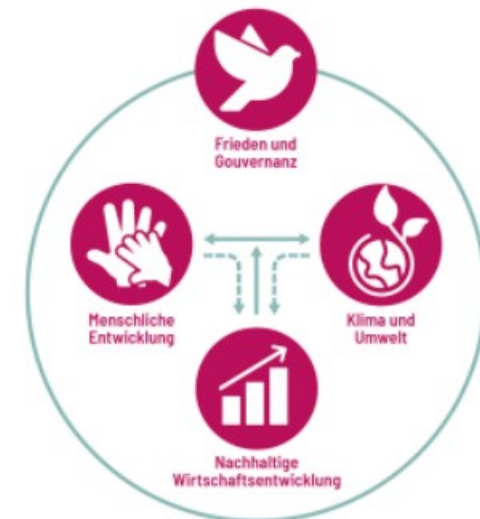 Frieden und
Gouvernanz
Menschliche
Entwicklung
Klima und
Umwelt
Nachhaltige
Wirtschaftsentwicklung